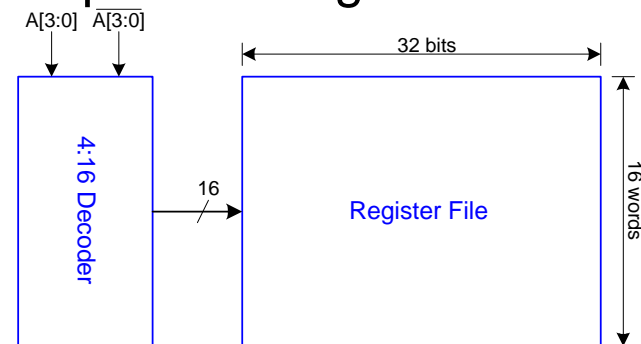 A[3:0] A[3:0]
32 bits
4:16 Decoder
16
Register File
16 words